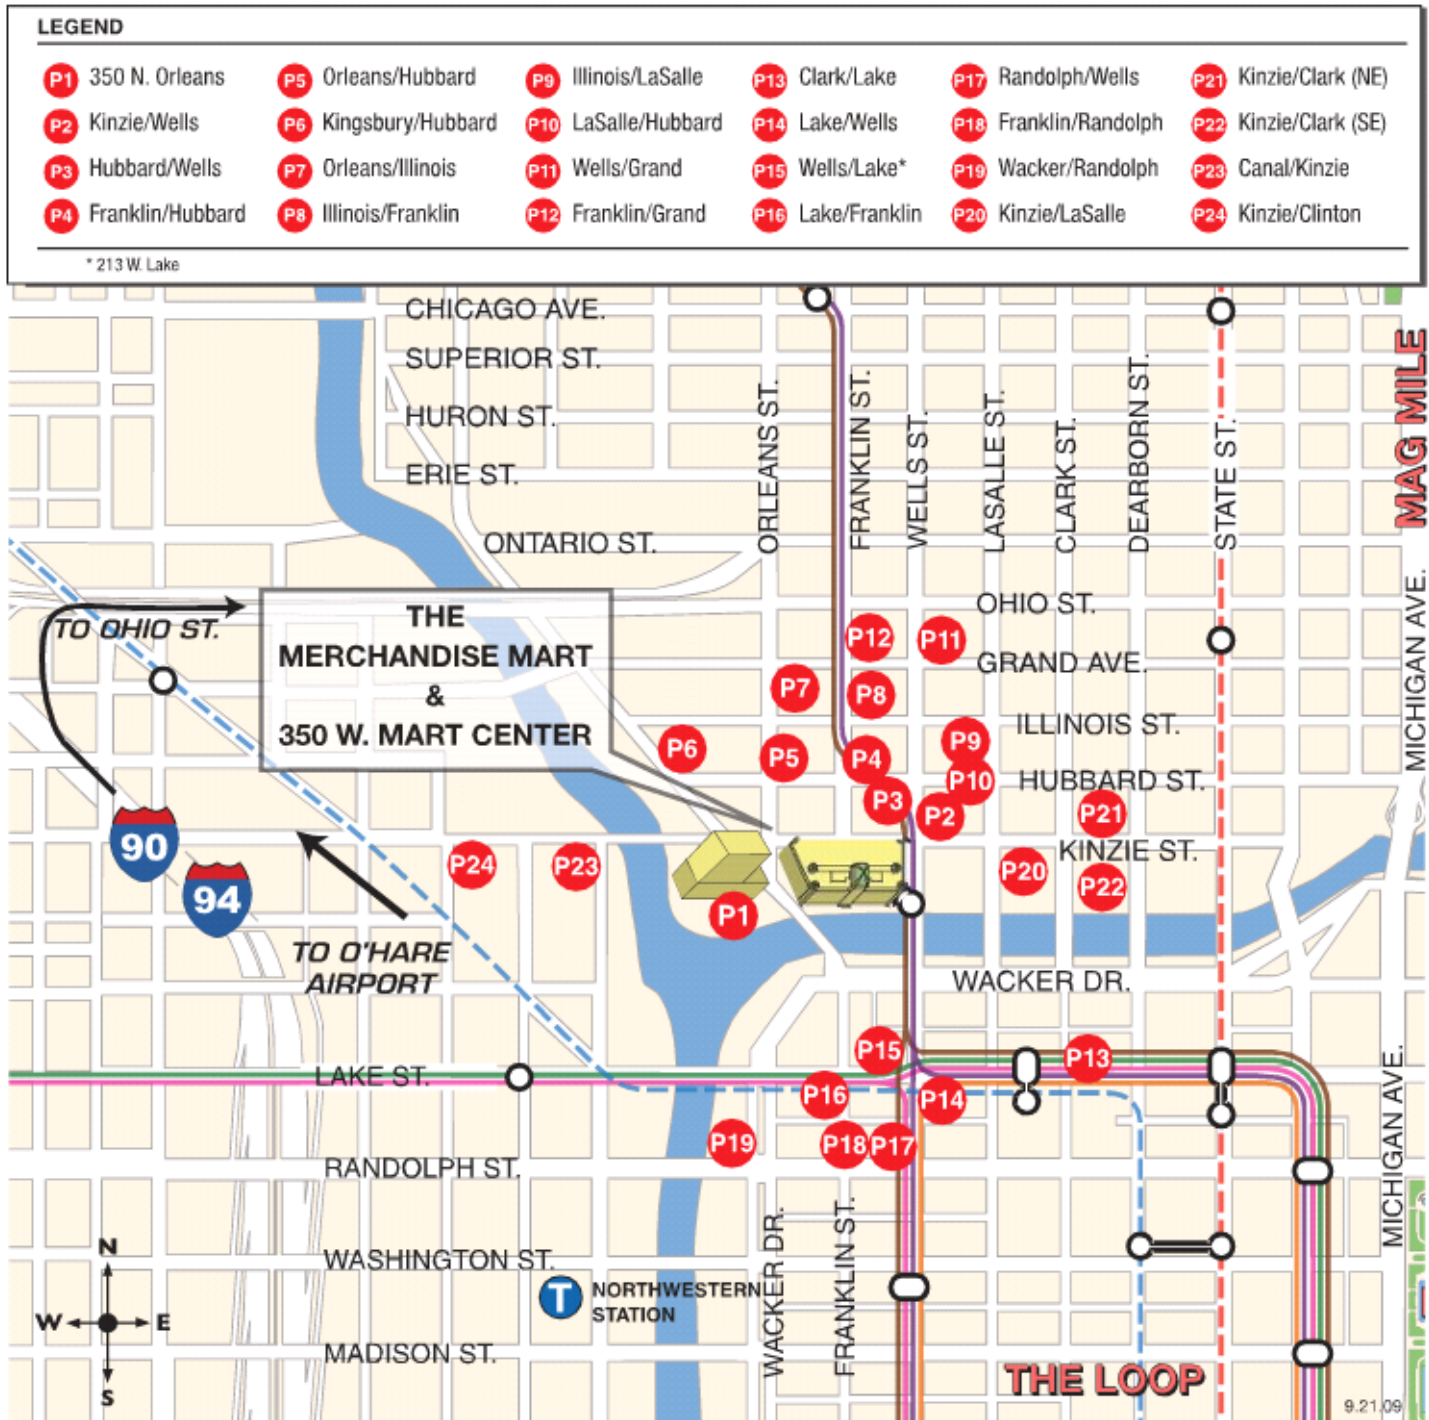 LEGEND
P1 350 N. Orleans
P2 Kinzie/Wells
P3 Hubbard/Wells
P4 Franklin/Hubbard
P5 Orleans/Hubbard
P6 Kingsbury/Hubbard
P7 Orleans/Illinois
P8 Illinois/Franklin
P9 Illinois/LaSalle
P10 LaSalle/Hubbard
P11 Wells/Grand
P12 Franklin/Grand
P13 Clark/Lake
P14 Lake/Wells
P15 Wells/Lake*
P16 Lake/Franklin
P17 Randolph/Wells
P18 Franklin/Randolph
P19 Wacker/Randolph
P20 Kinzie/LaSalle
P21 Kinzie/Clark (NE)
P22 Kinzie/Clark (SE)
P23 Canal/Kinzie
P24 Kinzie/Clinton
* 213 W. Lake
CHICAGO AVE.
SUPERIOR ST.
HURON ST.
ERIE ST.
ONTARIO ST.
ORLEANS ST.
FRANKLIN ST.
WELLS ST.
LASALLE ST.
CLARK ST.
DEARBORN ST.
STATE ST.
MAG MILE
MICHIGAN AVE.
TO OHIO ST.
THE
MERCHANDISE MART
&
350 W. MART CENTER
OHIO ST.
P12
P11
GRAND AVE.
P7
P8
ILLINOIS ST.
P6
P5
P4
P9
P10
HUBBARD ST.
P3
P2
P21
90
94
P24
P23
KINZIE ST.
P20
P22
P1
TO O'HARE
AIRPORT
WACKER DR.
P15
P13
LAKE ST.
P16
P14
P19
P18
P17
RANDOLPH ST.
MICHIGAN AVE.
WACKER DR.
FRANKLIN ST.
WASHINGTON ST.
T
NORTHWESTERN
STATION
MADISON ST.
N
W
E
S
THE LOOP
9.21.09